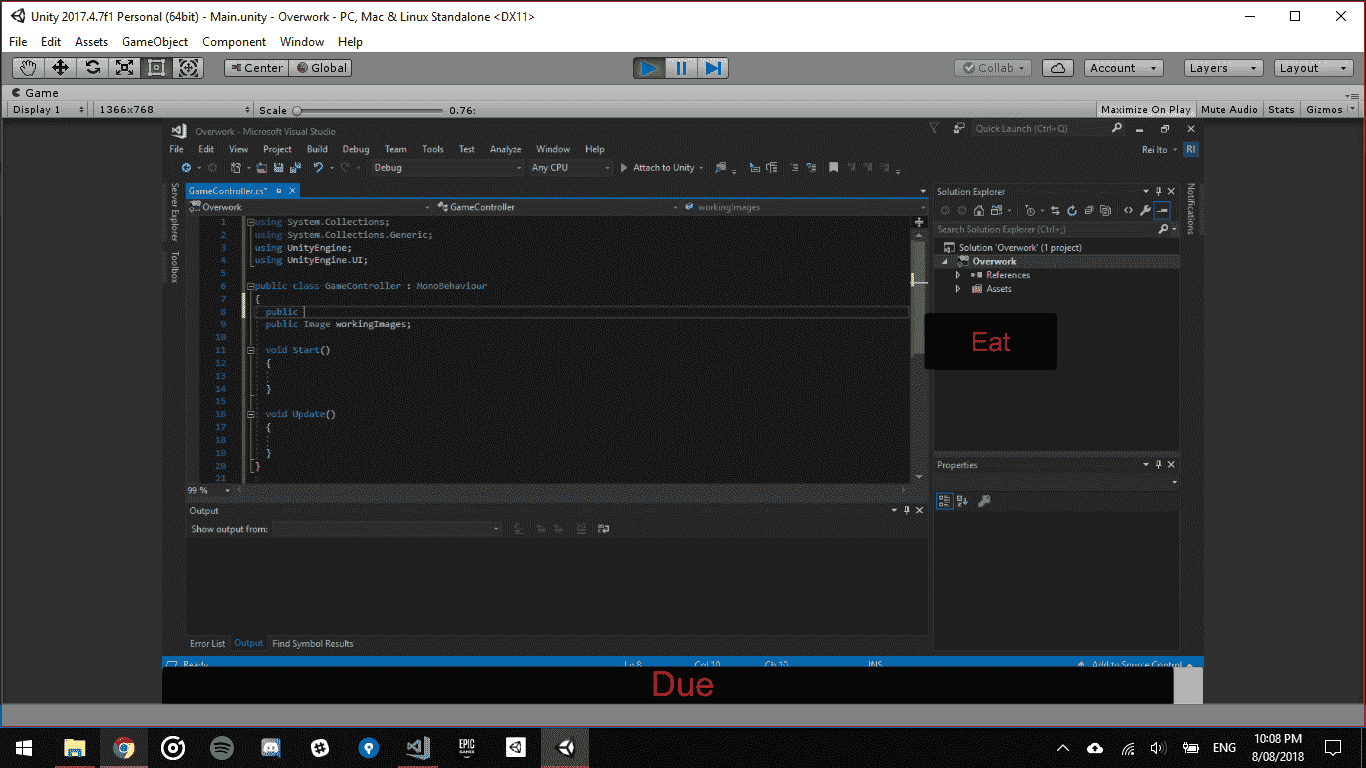 Unity 2017.4.7f1 Personal (64bit) - Main.unity - Overwork - PC, Mac & Linux Standalone <DX11>
File Edit Assets GameObject Component Window Help
Center Global Collab Account Layers Layout
Game
Display 1 1366x768 Scale 0.76: Maximize On Play Mute Audio Stats Gizmos
Overwork - Microsoft Visual Studio Quick Launch (Ctrl+Q)
File Edit View Project Build Debug Team Tools Test Analyze Window Help Rei Ito RI
Debug Any CPU Attach to Unity
Server Explorer
Toolbox
GameController.cs*
Overwork GameController workingImages
1 using System.Collections;
2 using System.Collections.Generic;
3 using UnityEngine;
4 using UnityEngine.UI;
5
6 public class GameController : MonoBehaviour
7 {
8 public
9 public Image workingImages;
10
11 void Start()
12 {
13
14 }
15
16 void Update()
17 {
18
19 }
20 }
21
99 %
Solution Explorer
Search Solution Explorer (Ctrl+;)
Solution 'Overwork' (1 project)
Overwork
References
Assets
Notifications
Eat
Properties
Output
Show output from:
Error List Output Find Symbol Results
Ready Ln 8 Col 10 Ch 10 INS Add to Source Control
Due
EPIC
GAMES
ENG
10:08 PM
8/08/2018